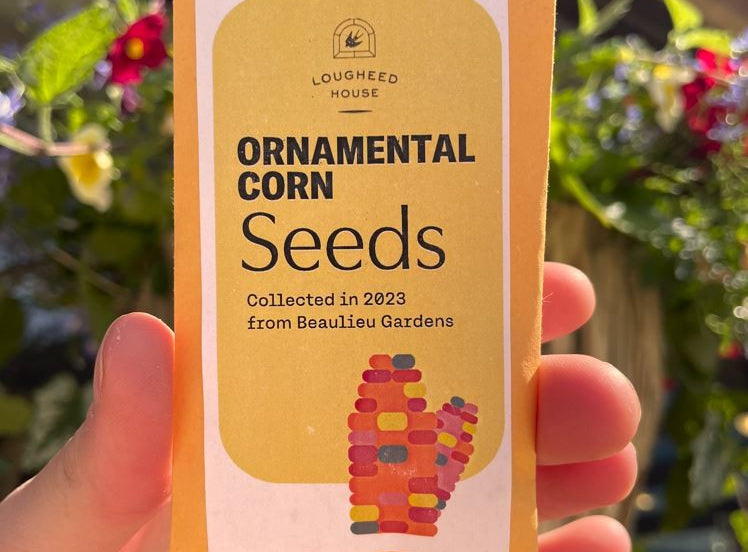 LOUGHEED
HOUSE
ORNAMENTAL
CORN
Seeds
Collected in 2023
from Beaulieu Gardens